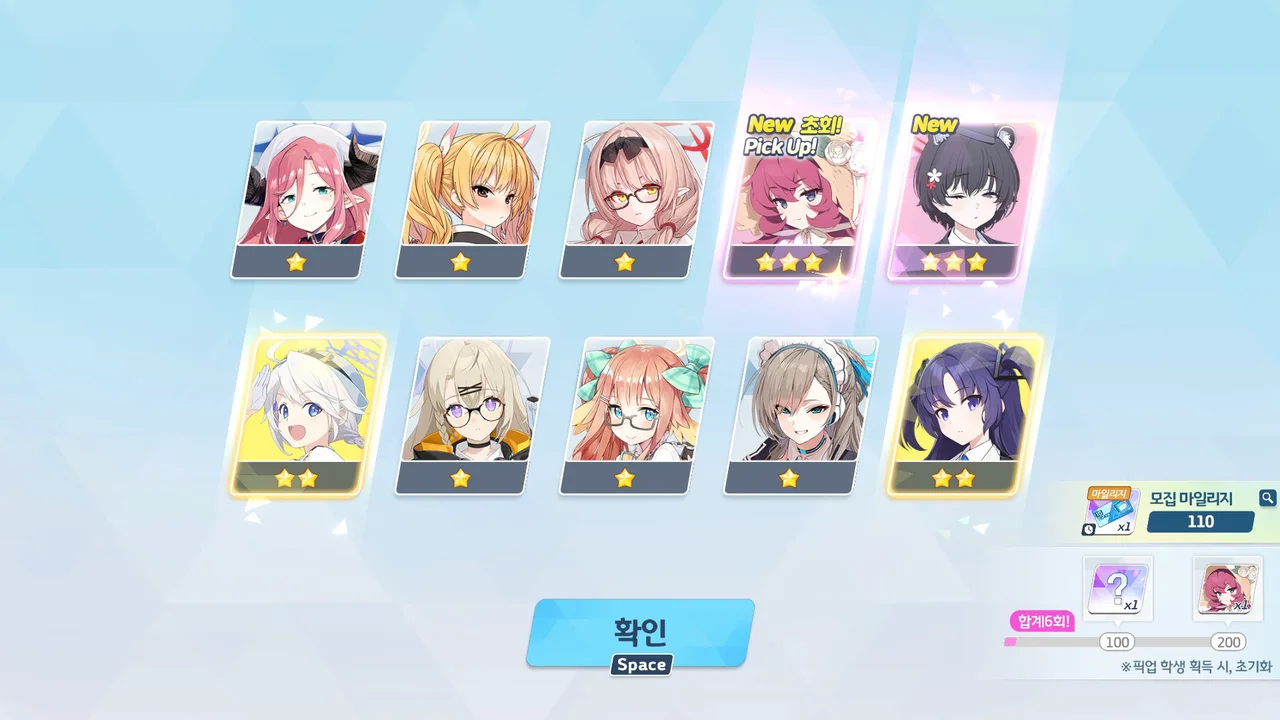 New 초회!
Pick Up!
New
마일리지
x1
모집 마일리지
110
?
x1
x1
합계6회!
100
200
※픽업 학생 획득 시, 초기화
확인
Space